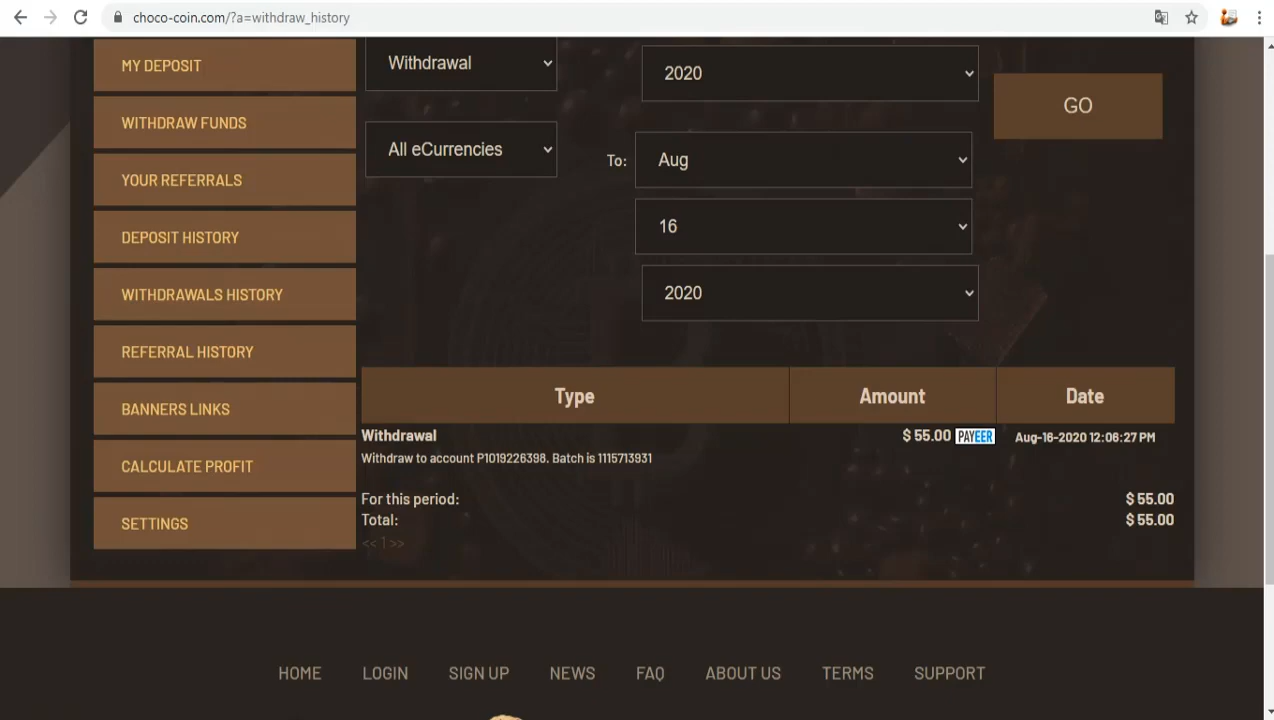 choco-coin.com/?a=withdraw_history
MY DEPOSIT
WITHDRAW FUNDS
YOUR REFERRALS
DEPOSIT HISTORY
WITHDRAWALS HISTORY
REFERRAL HISTORY
BANNERS LINKS
CALCULATE PROFIT
SETTINGS
Withdrawal
2020
GO
All eCurrencies
To:
Aug
16
2020
Type Amount Date
Withdrawal $ 55.00 PAYEER Aug-16-2020 12:06:27 PM
Withdraw to account P1019226398. Batch is 1115713931
For this period: $ 55.00
Total: $ 55.00
<< 1 >>
HOME LOGIN SIGN UP NEWS FAQ ABOUT US TERMS SUPPORT